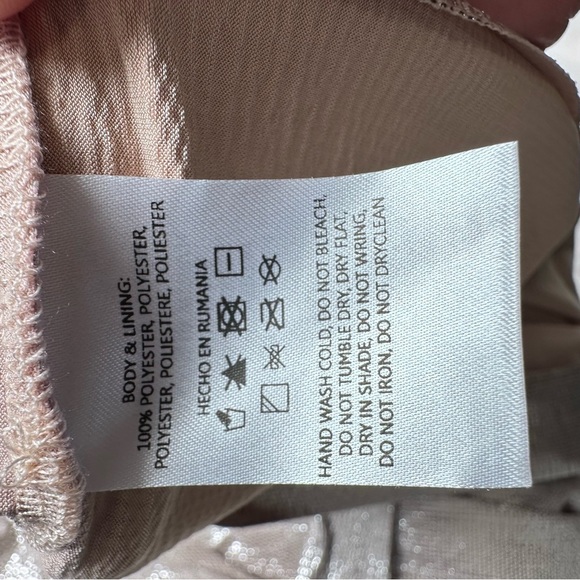 BODY & LINING:
100% POLYESTER, POLYESTER,
POLYESTER, POLIESTERE, POLIESTER
HECHO EN RUMANIA
HAND WASH COLD, DO NOT BLEACH,
DO NOT TUMBLE DRY, DRY FLAT,
DRY IN SHADE, DO NOT WRING,
DO NOT IRON, DO NOT DRYCLEAN